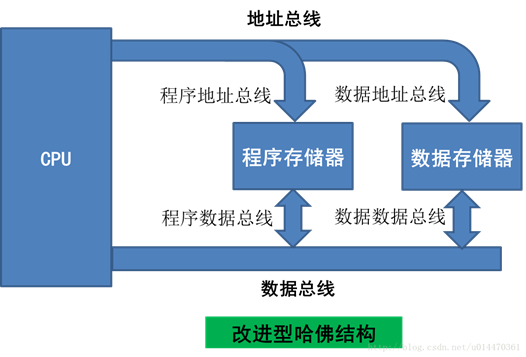 地址总线
程序地址总线
数据地址总线
CPU
程序存储器
数据存储器
程序数据总线
数据数据总线
数据总线
改进型哈佛结构
http://blog.csdn.net/u014470361